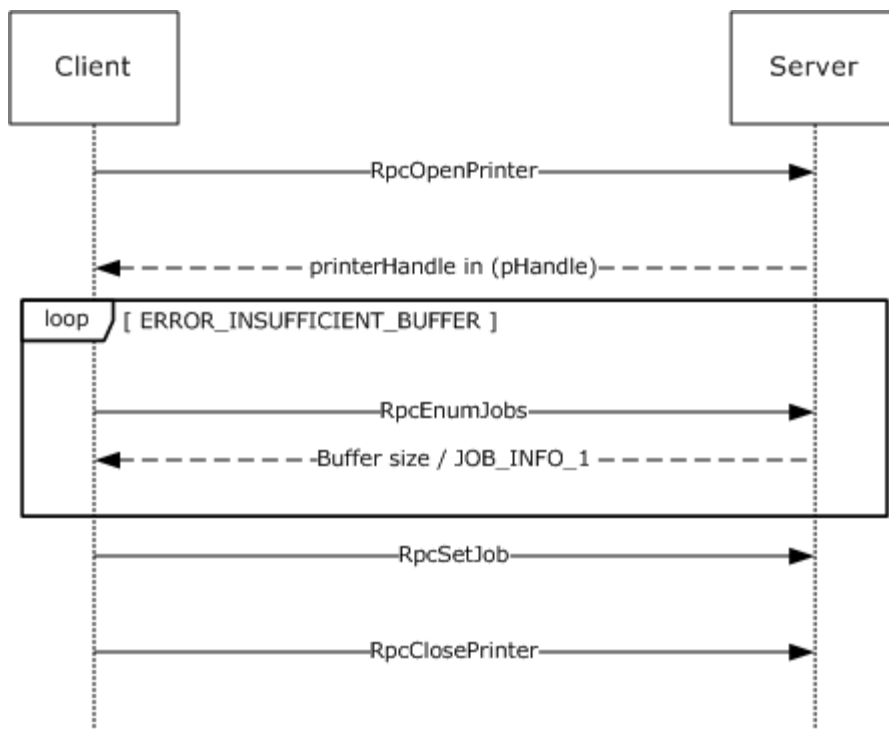 Client
Server
RpcOpenPrinter
printerHandle in (pHandle)
loop
[ ERROR_INSUFFICIENT_BUFFER ]
RpcEnumJobs
Buffer size / JOB_INFO_1
RpcSetJob
RpcClosePrinter